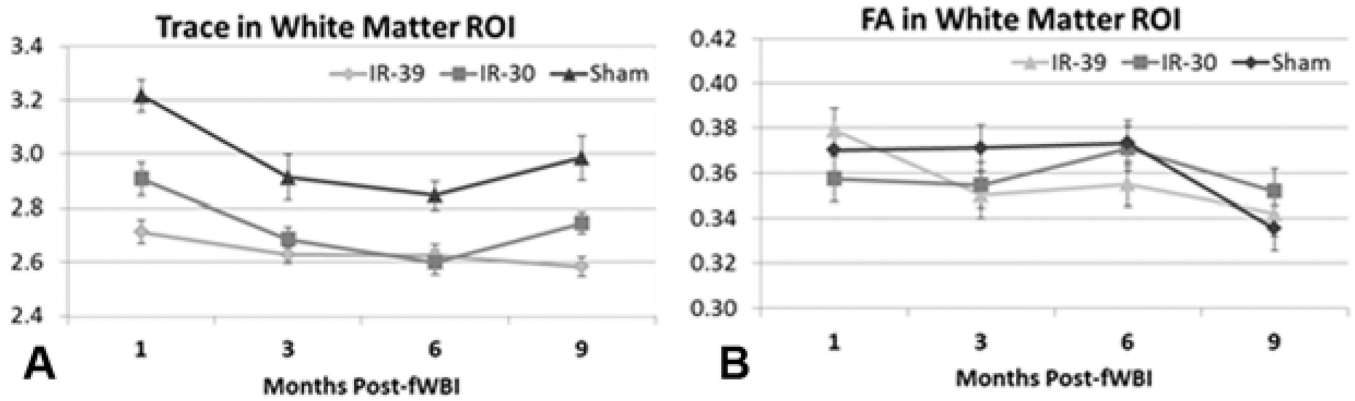 Trace in White Matter ROI
3.4
3.2
3.0
2.8
2.6
2.4
IR-39 IR-30 Sham
1 3 6 9
Months Post-fWBI
A
FA in White Matter ROI
0.42
0.40
0.38
0.36
0.34
0.32
0.30
IR-39 IR-30 Sham
1 3 6 9
Months Post-fWBI
B